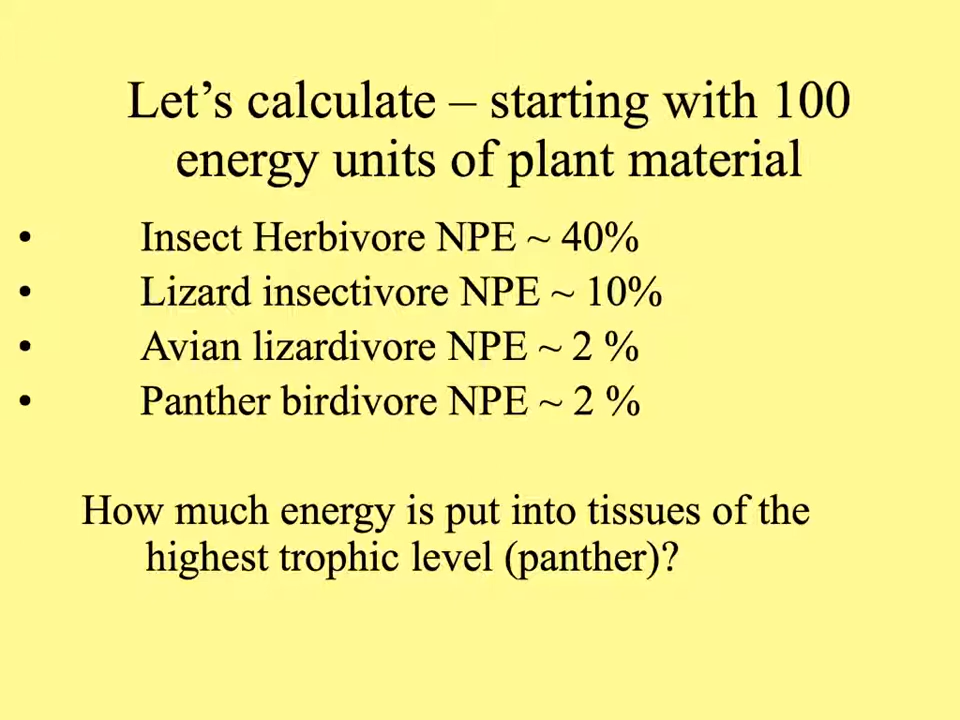 Let’s calculate – starting with 100
energy units of plant material
• Insect Herbivore NPE ~ 40%
• Lizard insectivore NPE ~ 10%
• Avian lizardivore NPE ~ 2 %
• Panther birdivore NPE ~ 2 %
How much energy is put into tissues of the
highest trophic level (panther)?